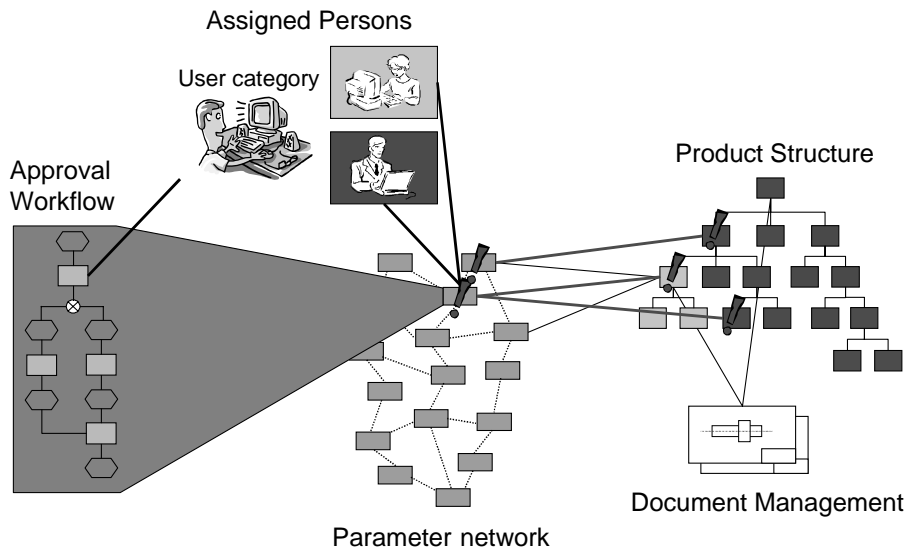 Assigned Persons
User category
Product Structure
Approval
Workflow
Document Management
Parameter network